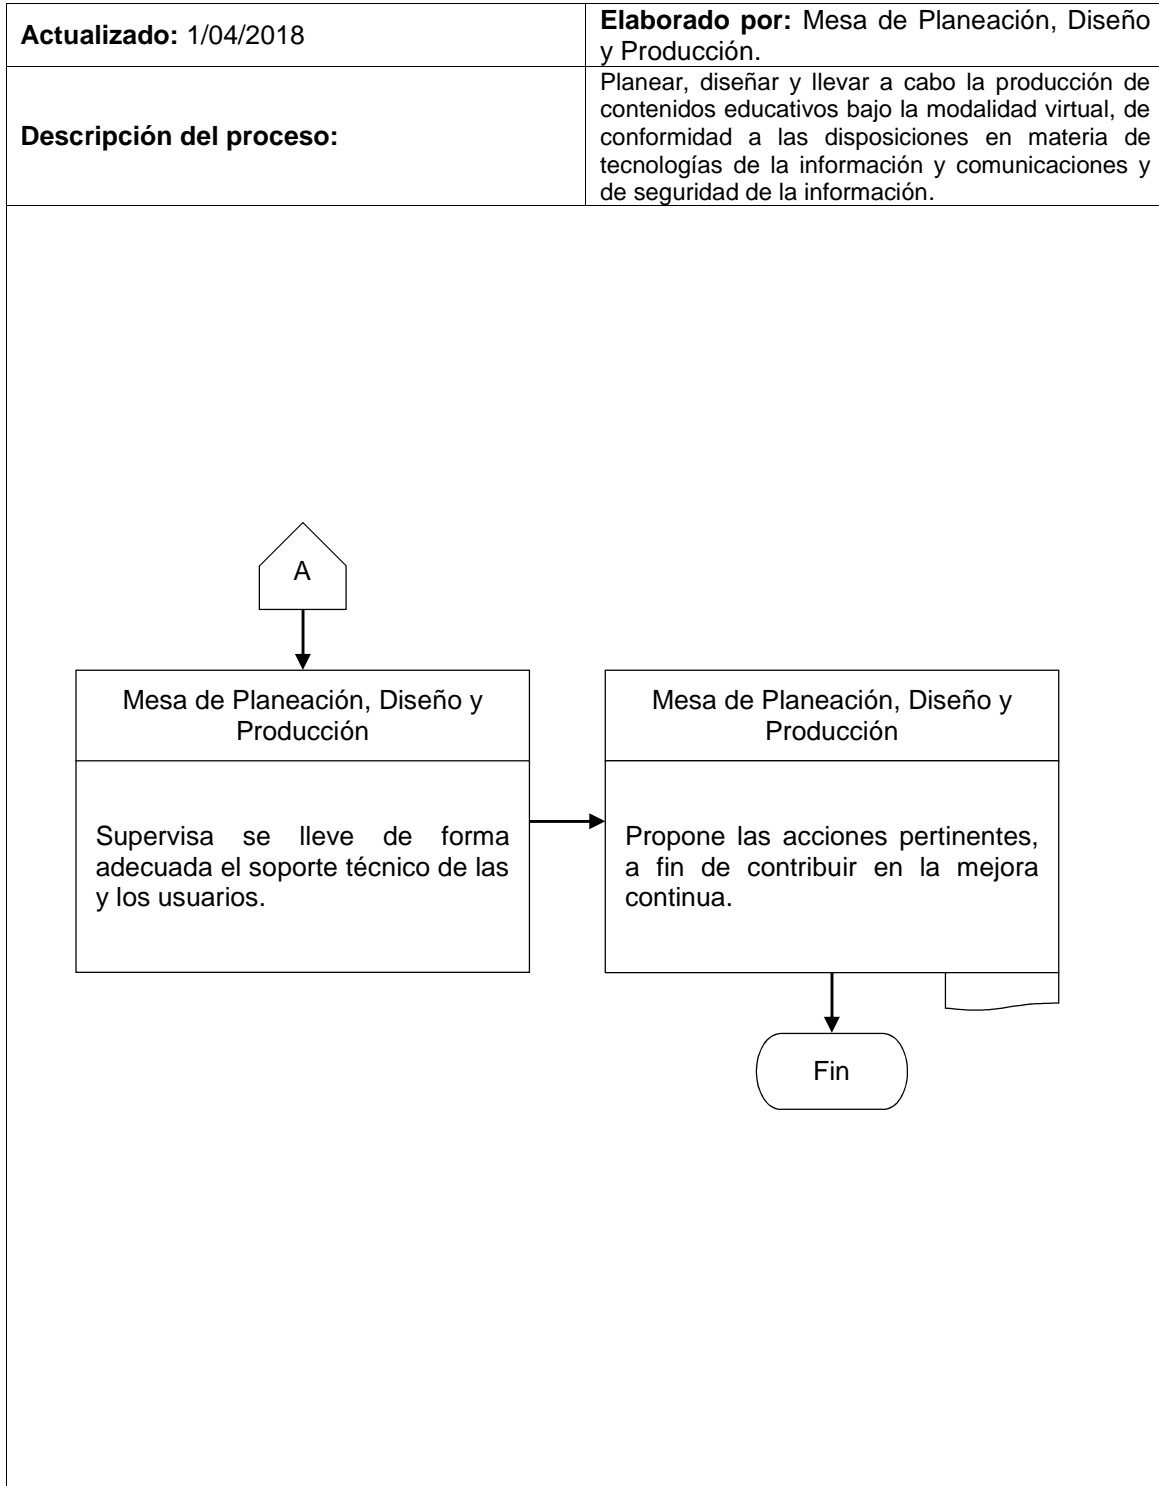 Actualizado: 1/04/2018
Elaborado por: Mesa de Planeación, Diseño
y Producción.
Descripción del proceso:
Planear, diseñar y llevar a cabo la producción de
contenidos educativos bajo la modalidad virtual, de
conformidad a las disposiciones en materia de
tecnologías de la información y comunicaciones y
de seguridad de la información.
A
Mesa de Planeación, Diseño y
Producción
Supervisa se lleve de forma
adecuada el soporte técnico de las
y los usuarios.
Mesa de Planeación, Diseño y
Producción
Propone las acciones pertinentes,
a fin de contribuir en la mejora
continua.
Fin